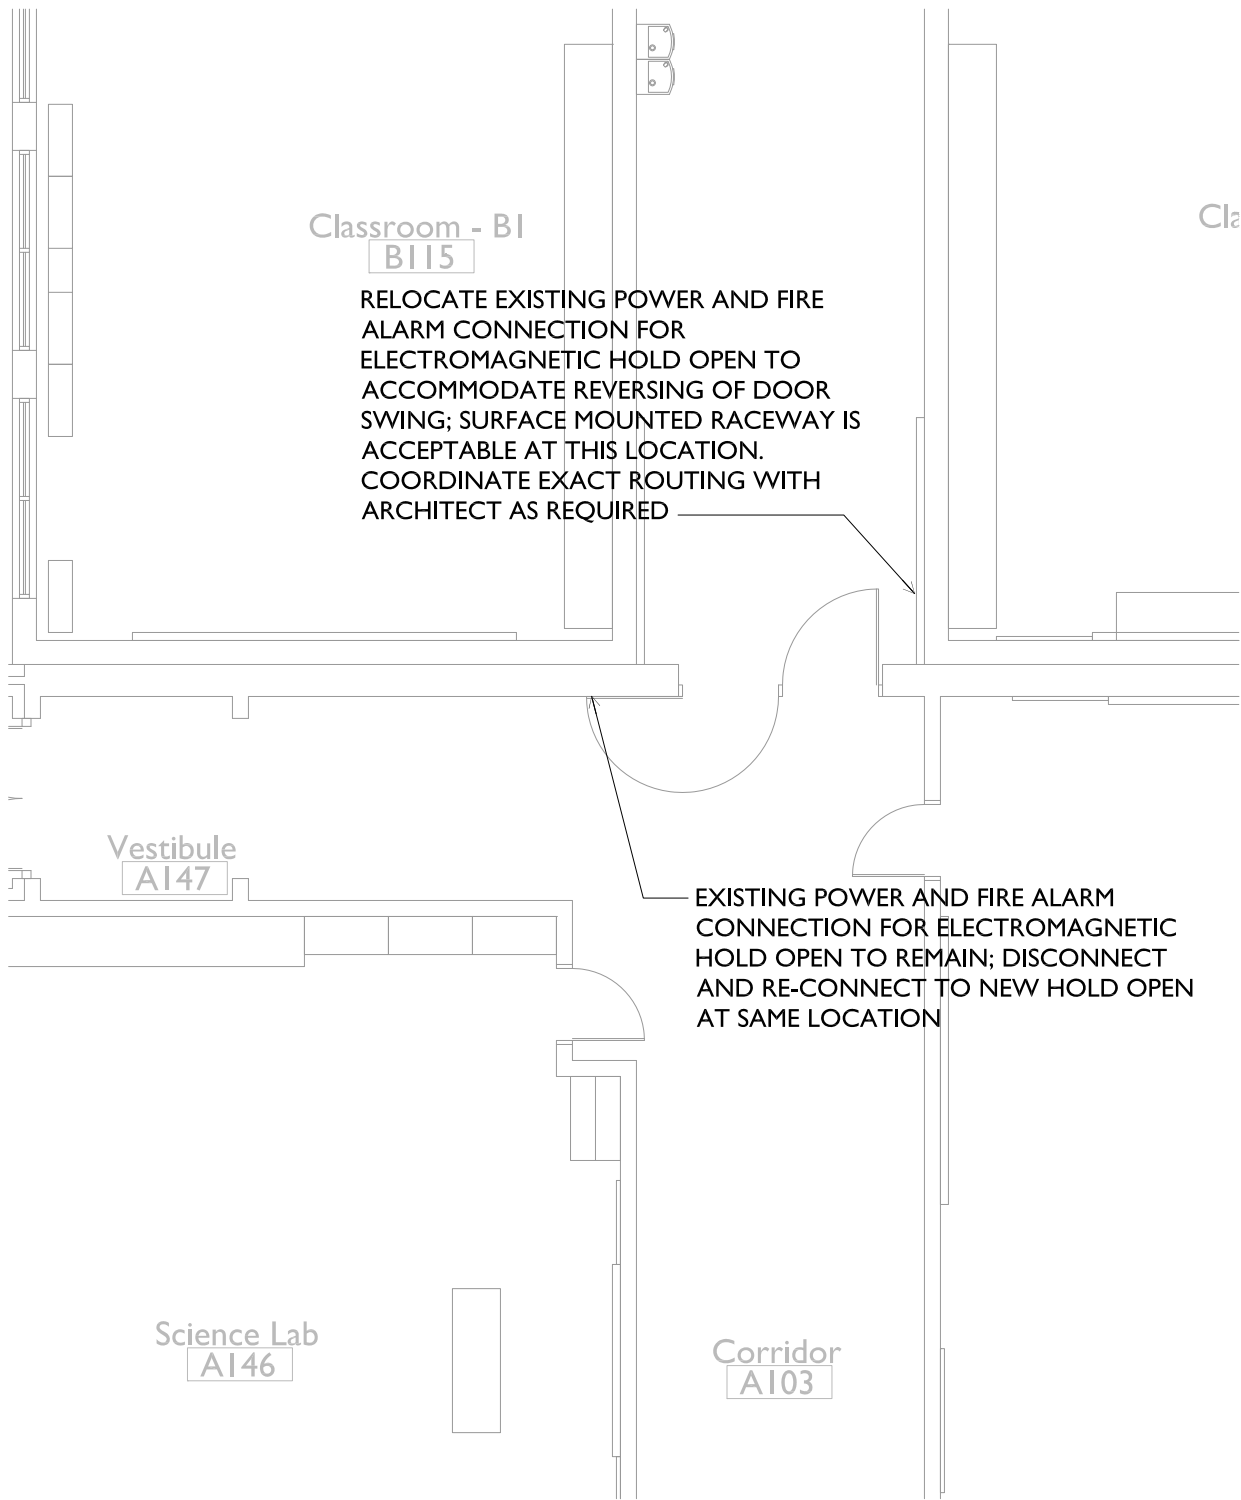 Classroom - B1
B115
Cla
RELOCATE EXISTING POWER AND FIRE
ALARM CONNECTION FOR
ELECTROMAGNETIC HOLD OPEN TO
ACCOMMODATE REVERSING OF DOOR
SWING; SURFACE MOUNTED RACEWAY IS
ACCEPTABLE AT THIS LOCATION.
COORDINATE EXACT ROUTING WITH
ARCHITECT AS REQUIRED
Vestibule
A147
EXISTING POWER AND FIRE ALARM
CONNECTION FOR ELECTROMAGNETIC
HOLD OPEN TO REMAIN; DISCONNECT
AND RE-CONNECT TO NEW HOLD OPEN
AT SAME LOCATION
Science Lab
A146
Corridor
A103